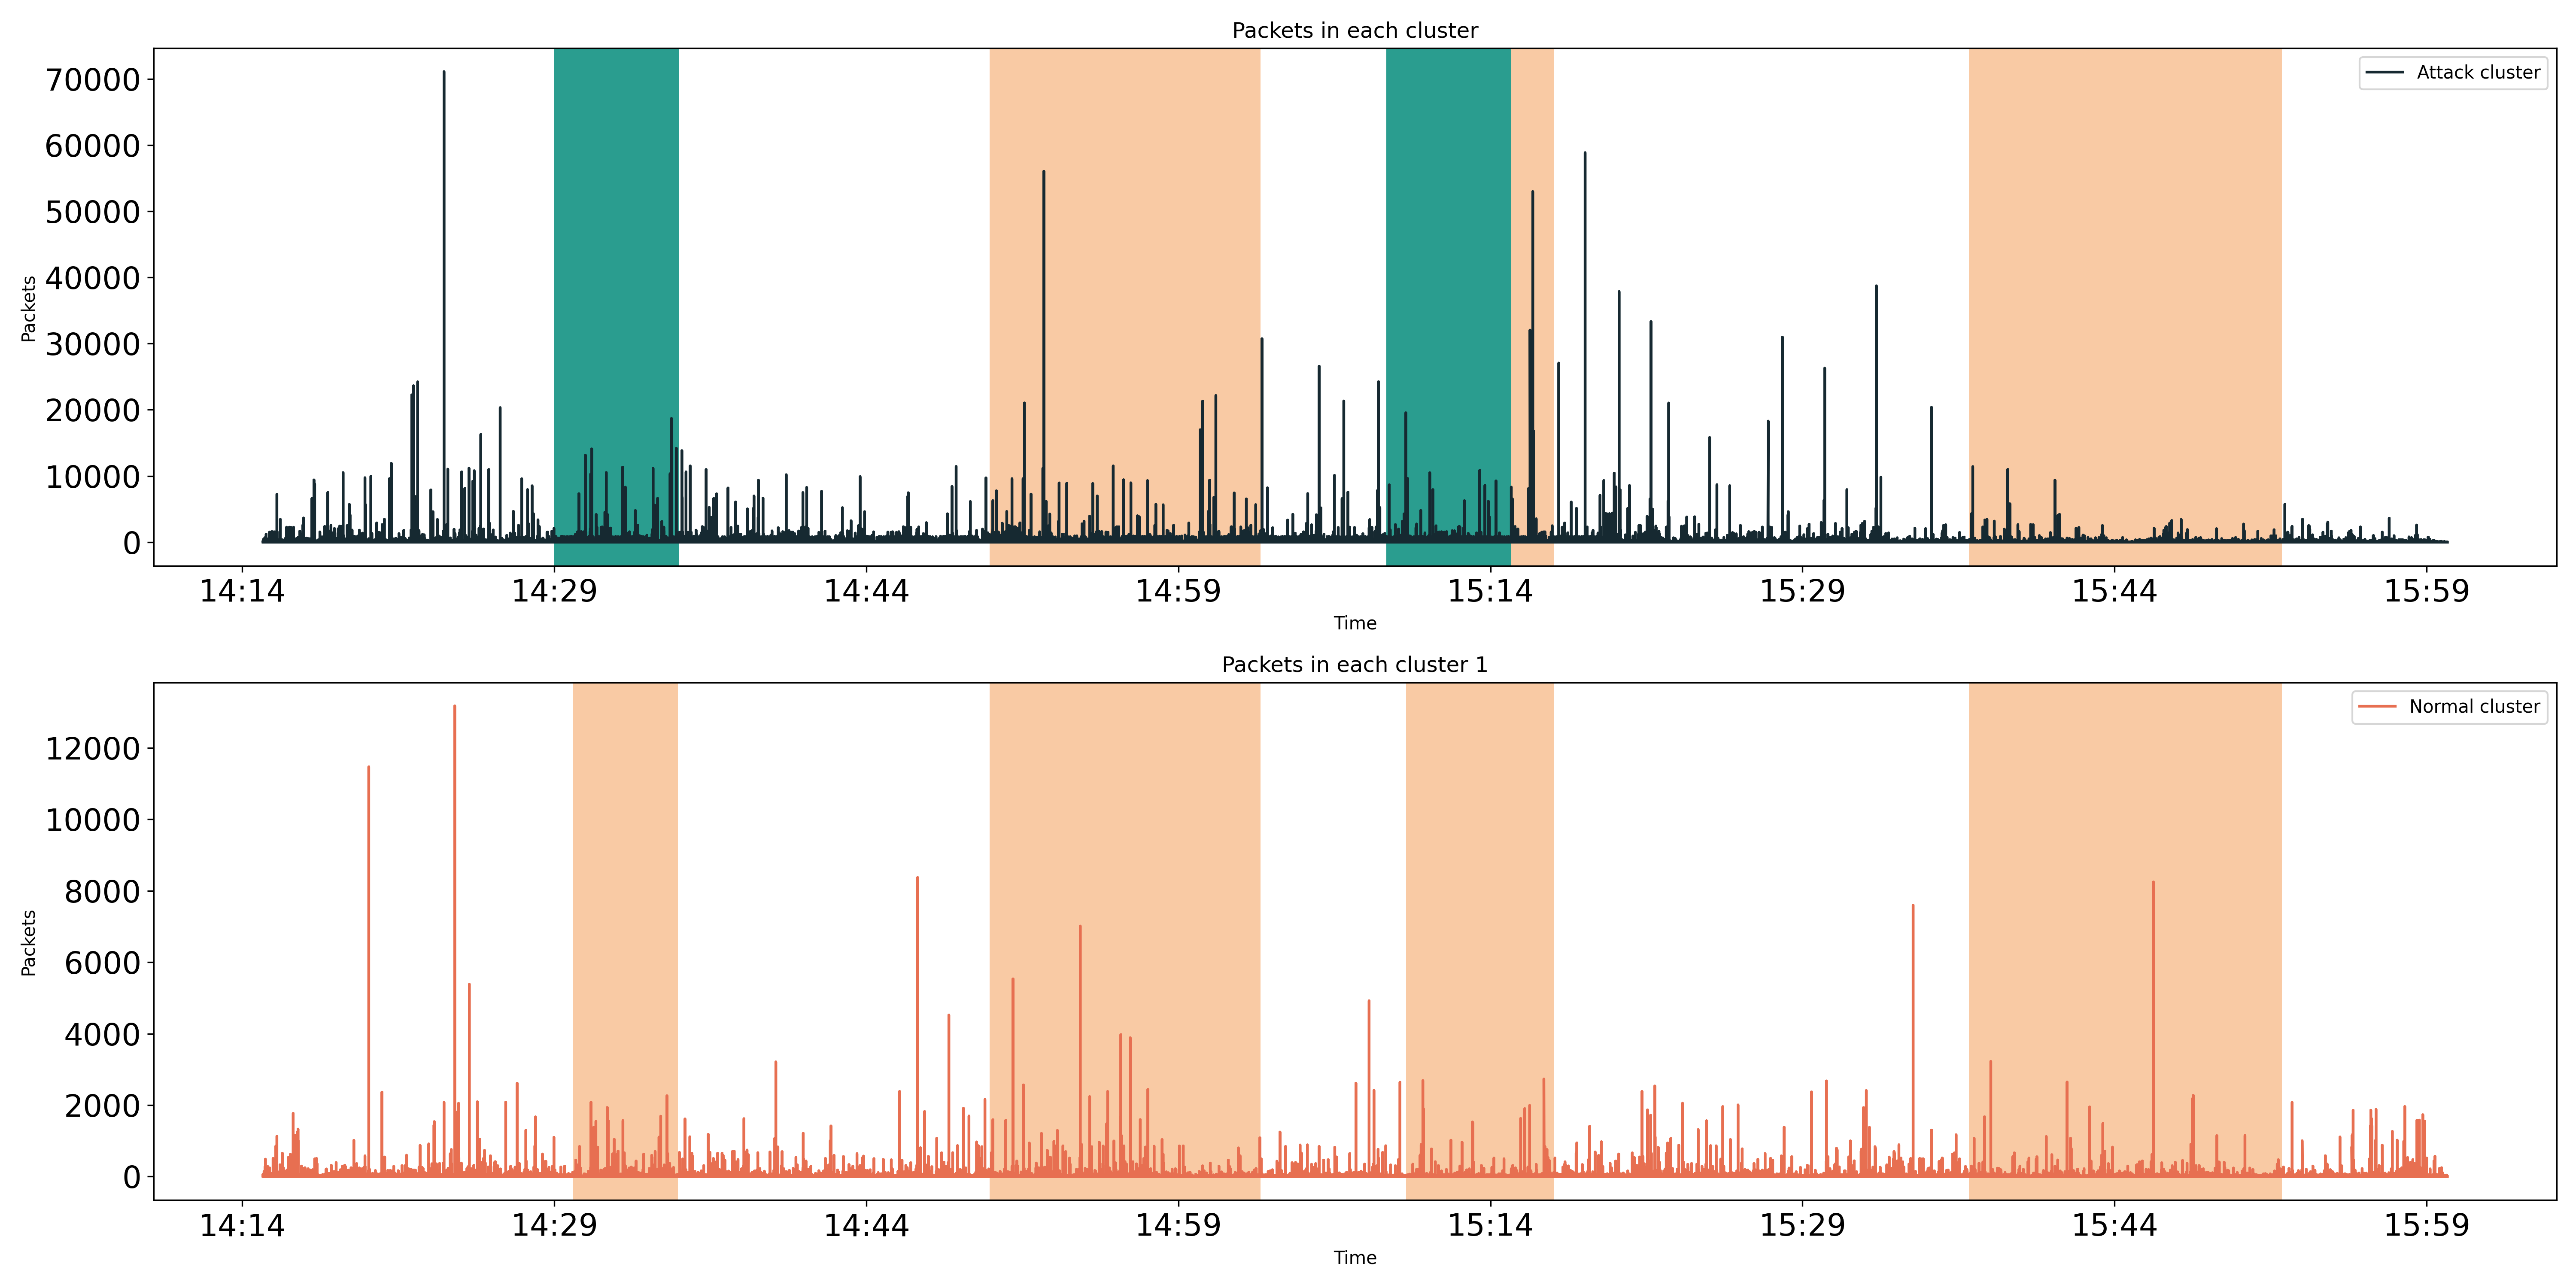 Packets in each cluster
Attack cluster
70000
60000
50000
40000
30000
20000
10000
0
Packets
14:14 14:29 14:44 14:59 15:14 15:29 15:44 15:59
Time
Packets in each cluster 1
Normal cluster
12000
10000
8000
6000
4000
2000
0
Packets
14:14 14:29 14:44 14:59 15:14 15:29 15:44 15:59
Time